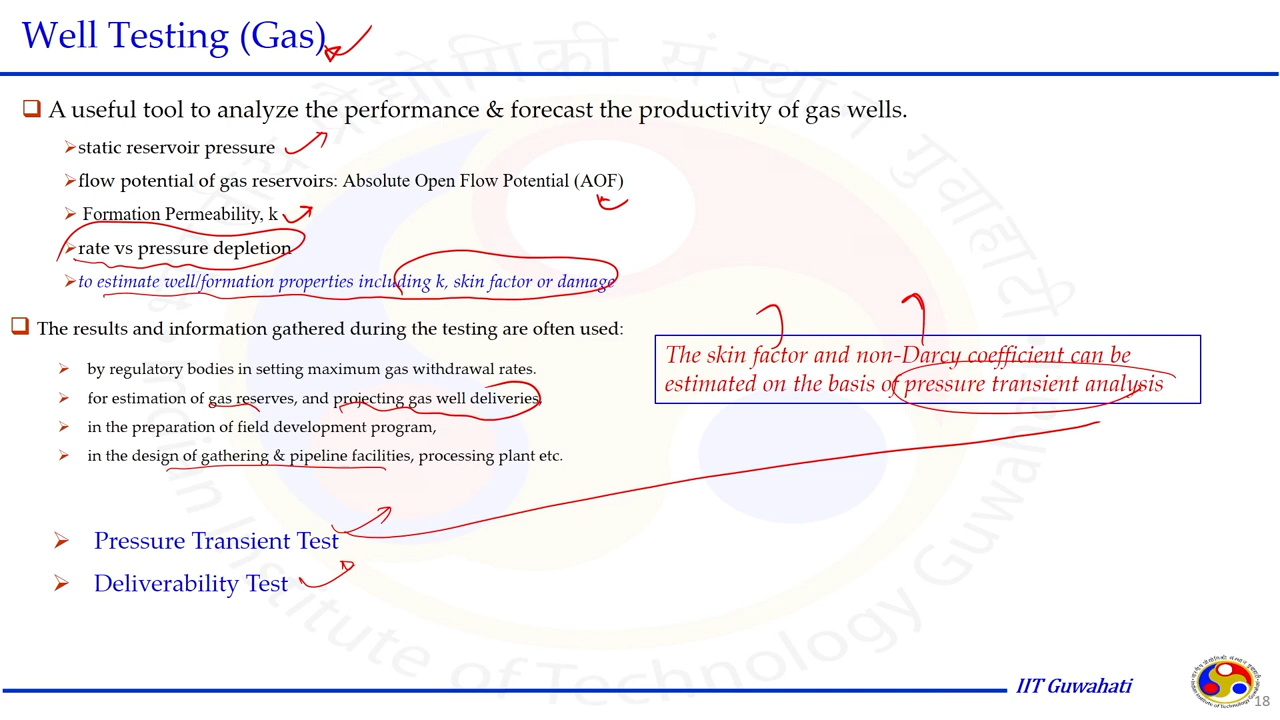 Well Testing (Gas)
❑ A useful tool to analyze the performance & forecast the productivity of gas wells.
➢static reservoir pressure
➢flow potential of gas reservoirs: Absolute Open Flow Potential (AOF)
➢ Formation Permeability, k
➢rate vs pressure depletion
➢to estimate well/formation properties including k, skin factor or damage
❑ The results and information gathered during the testing are often used:
➢ by regulatory bodies in setting maximum gas withdrawal rates.
➢ for estimation of gas reserves, and projecting gas well deliveries,
➢ in the preparation of field development program,
➢ in the design of gathering & pipeline facilities, processing plant etc.
The skin factor and non-Darcy coefficient can be
estimated on the basis of pressure transient analysis
➢ Pressure Transient Test
➢ Deliverability Test
IIT Guwahati
18
Indian Institute of Technology Guwahati